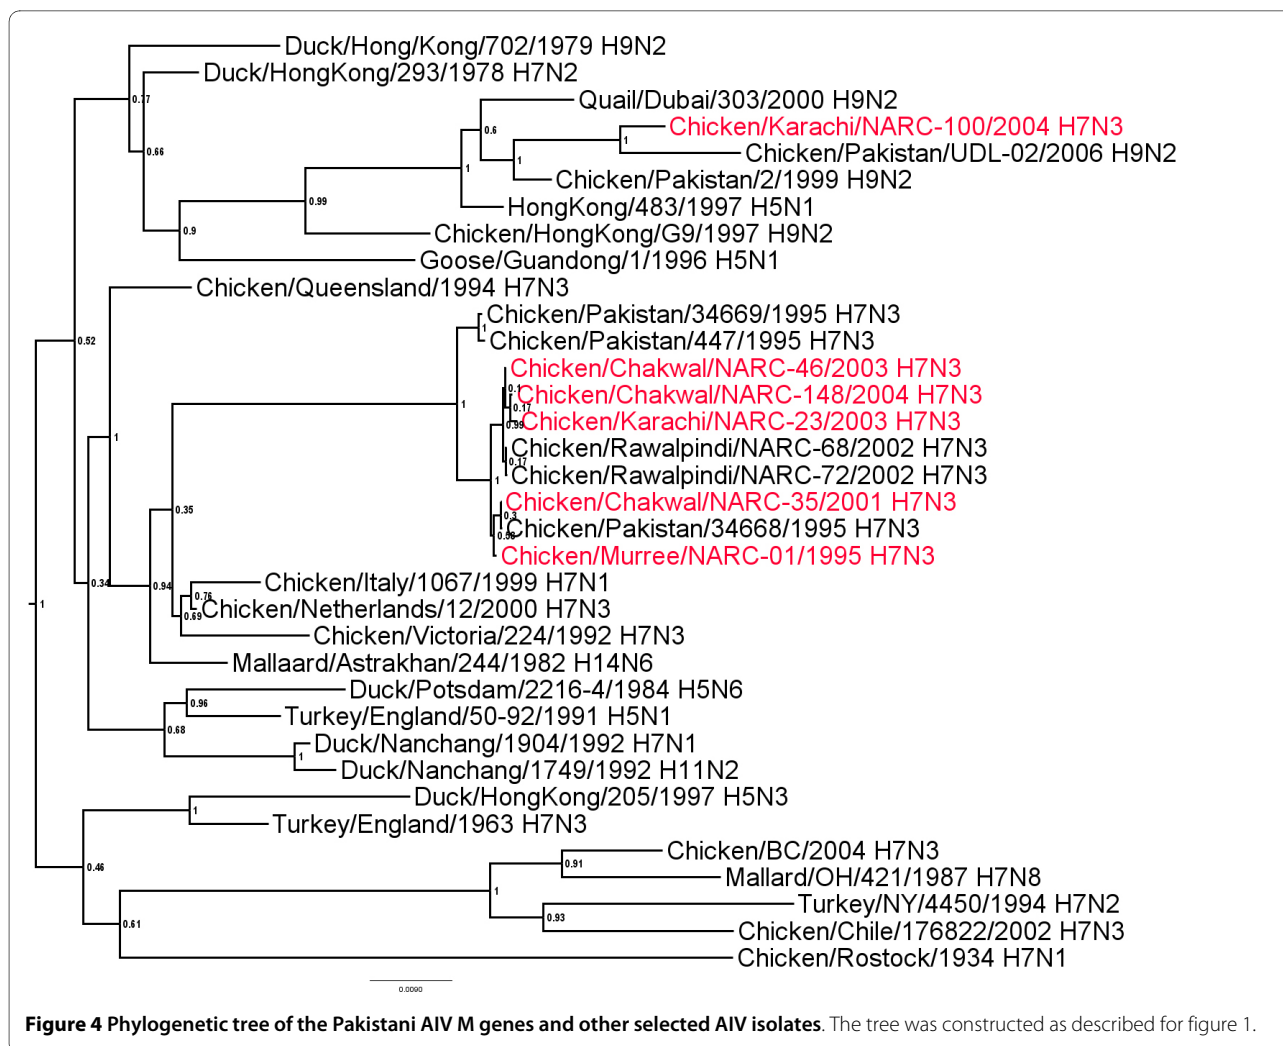 Duck/Hong/Kong/702/1979 H9N2
Duck/HongKong/293/1978 H7N2
0.77
Quail/Dubai/303/2000 H9N2
Chicken/Karachi/NARC-100/2004 H7N3
0.6
1
Chicken/Pakistan/UDL-02/2006 H9N2
0.66
1
1
Chicken/Pakistan/2/1999 H9N2
0.99
HongKong/483/1997 H5N1
0.9
Chicken/HongKong/G9/1997 H9N2
Goose/Guandong/1/1996 H5N1
Chicken/Queensland/1994 H7N3
Chicken/Pakistan/34669/1995 H7N3
1
0.52
Chicken/Pakistan/447/1995 H7N3
Chicken/Chakwal/NARC-46/2003 H7N3
0.1
Chicken/Chakwal/NARC-148/2004 H7N3
1
0.17
Chicken/Karachi/NARC-23/2003 H7N3
0.99
1
Chicken/Rawalpindi/NARC-68/2002 H7N3
0.17
Chicken/Rawalpindi/NARC-72/2002 H7N3
1
Chicken/Chakwal/NARC-35/2001 H7N3
0.35
0.3
Chicken/Pakistan/34668/1995 H7N3
Chicken/Murree/NARC-01/1995 H7N3
0.34
0.94
Chicken/Italy/1067/1999 H7N1
0.76
1
Chicken/Netherlands/12/2000 H7N3
0.69
Chicken/Victoria/224/1992 H7N3
Mallaard/Astrakhan/244/1982 H14N6
Duck/Potsdam/2216-4/1984 H5N6
0.96
Turkey/England/50-92/1991 H5N1
0.68
Duck/Nanchang/1904/1992 H7N1
1
Duck/Nanchang/1749/1992 H11N2
Duck/HongKong/205/1997 H5N3
1
Turkey/England/1963 H7N3
Chicken/BC/2004 H7N3
0.46
0.91
Mallard/OH/421/1987 H7N8
1
Turkey/NY/4450/1994 H7N2
0.93
0.61
Chicken/Chile/176822/2002 H7N3
Chicken/Rostock/1934 H7N1
0.0090
Figure 4 Phylogenetic tree of the Pakistani AIV M genes and other selected AIV isolates. The tree was constructed as described for figure 1.